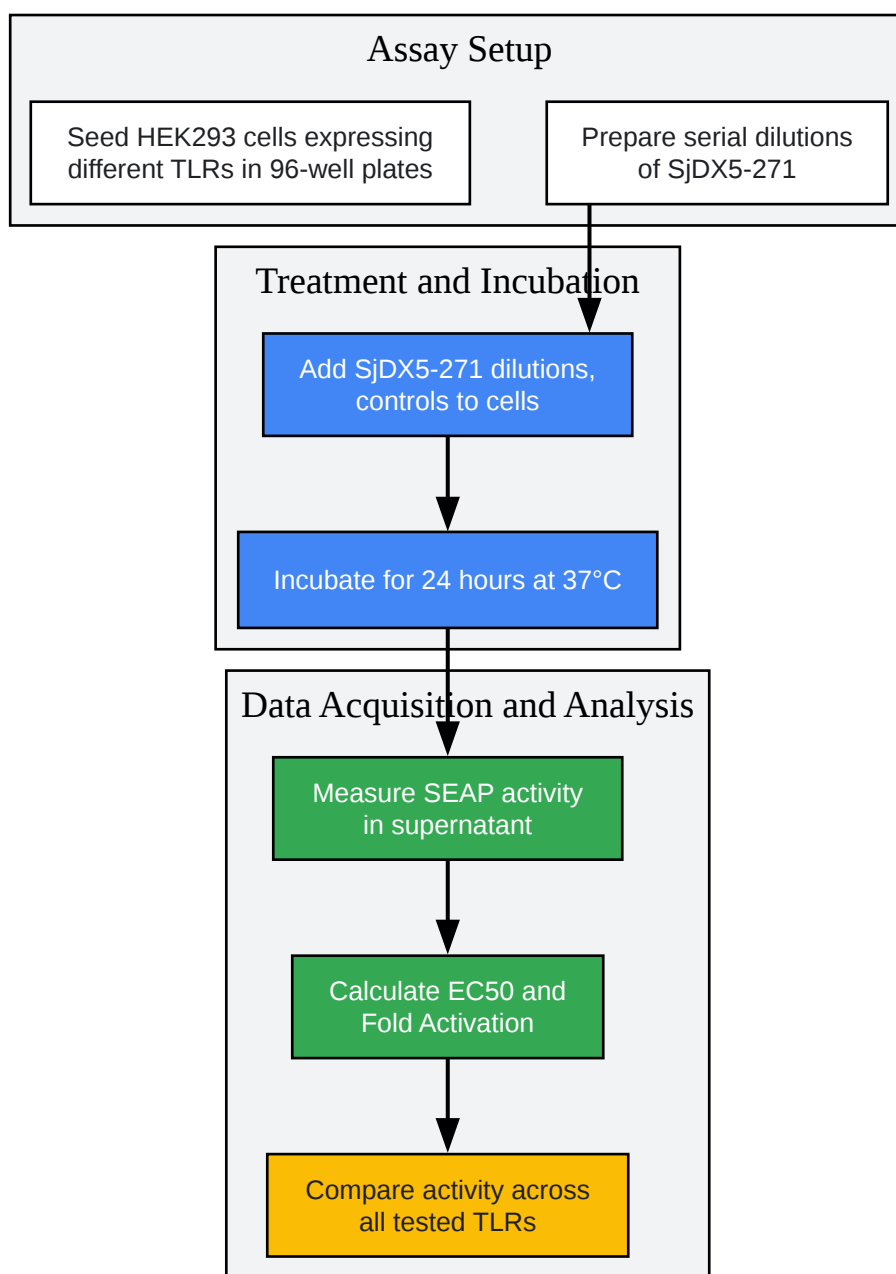 Assay Setup
Seed HEK293 cells expressing
different TLRs in 96-well plates
Prepare serial dilutions
of SjDX5-271
Treatment and Incubation
Add SjDX5-271 dilutions,
controls to cells
Incubate for 24 hours at 37°C
Data Acquisition and Analysis
Measure SEAP activity
in supernatant
Calculate EC50 and
Fold Activation
Compare activity across
all tested TLRs